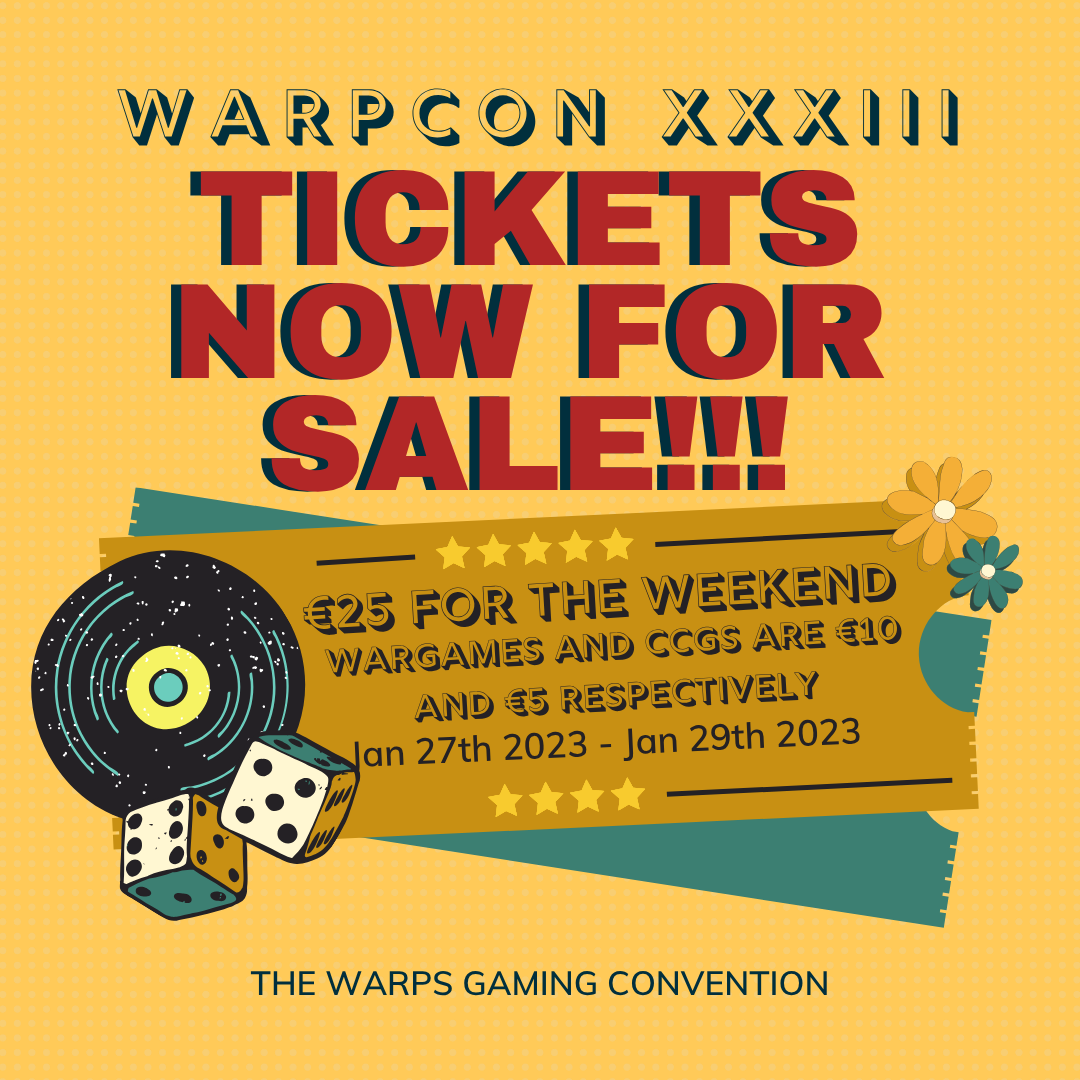 WARPCON XXXIII
TICKETS
NOW FOR
SALE!!!
€25 FOR THE WEEKEND
WARGAMES AND CCGS ARE €10
AND €5 RESPECTIVELY
Jan 27th 2023 - Jan 29th 2023
THE WARPS GAMING CONVENTION